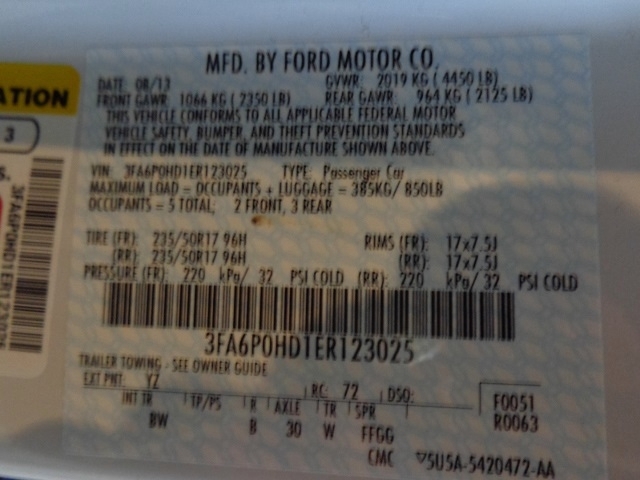 MFD. BY FORD MOTOR CO.
DATE: 08/13 GVWR: 2019 KG ( 4450 LB)
FRONT GAWR: 1066 KG ( 2350 LB) REAR GAWR: 964 KG ( 2125 LB)
THIS VEHICLE CONFORMS TO ALL APPLICABLE FEDERAL MOTOR
VEHICLE SAFETY, BUMPER, AND THEFT PREVENTION STANDARDS
IN EFFECT ON THE DATE OF MANUFACTURE SHOWN ABOVE.
VIN: 3FA6P0HD1ER123025 TYPE: Passenger Car
MAXIMUM LOAD = OCCUPANTS + LUGGAGE = 385KG/ 850LB
OCCUPANTS = 5 TOTAL; 2 FRONT, 3 REAR
TIRE (FR): 235/50R17 96H RIMS (FR): 17x7.5J
(RR): 235/50R17 96H (RR): 17x7.5J
PRESSURE (FR): 220 kPa/ 32 PSI COLD (RR): 220 kPa/ 32 PSI COLD
3FA6P0HD1ER123025
TRAILER TOWING - SEE OWNER GUIDE
EXT PNT: YZ RC: 72 DSO: F0051
INT TR TP/PS R AXLE TR SPR R0063
BW B 30 W FFGG
CMC ▽5U5A-5420472-AA
ATION
3
S.
3FA6P0HD1ER123025